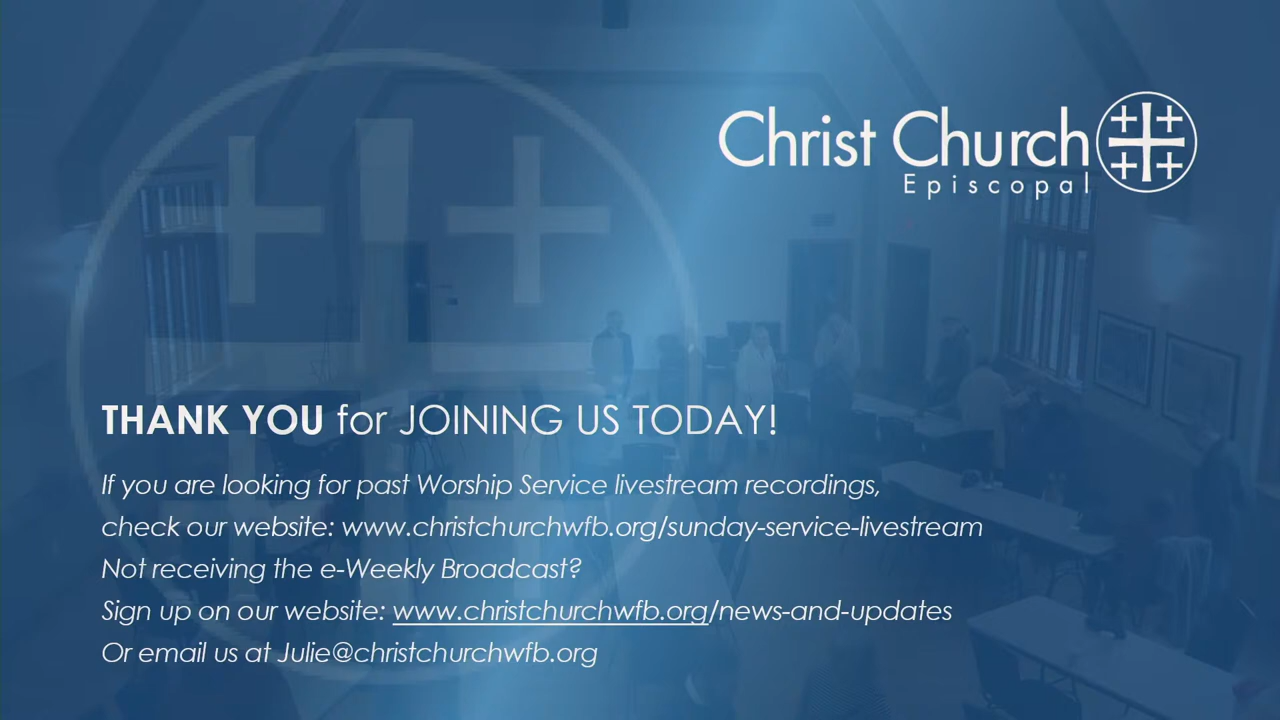 Christ Church
Episcopal
THANK YOU for JOINING US TODAY!
If you are looking for past Worship Service livestream recordings,
check our website: www.christchurchwfb.org/sunday-service-livestream
Not receiving the e-Weekly Broadcast?
Sign up on our website: www.christchurchwfb.org/news-and-updates
Or email us at Julie@christchurchwfb.org